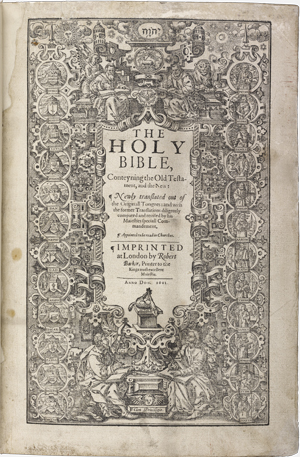 יהוה
THE
HOLY
BIBLE,
Conteyning the Old Testa-
ment, and the New:
¶ Newly translated out of
the Originall Tongues: and with
the former Translations diligently
compared and revised by his
Maiesties speciall Com-
mandement.
¶ Appointed to be read in Churches.
¶ IMPRINTED
at London by Robert
Barker, Printer to the
Kings most excellent
Maiestie.
ANNO DOM. 1611.